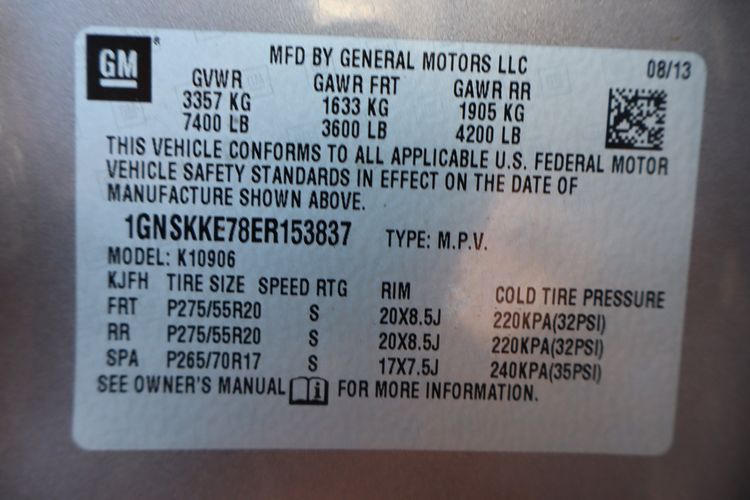 GM
MFD BY GENERAL MOTORS LLC 08/13
GVWR GAWR FRT GAWR RR
3357 KG 1633 KG 1905 KG
7400 LB 3600 LB 4200 LB
THIS VEHICLE CONFORMS TO ALL APPLICABLE U.S. FEDERAL MOTOR
VEHICLE SAFETY STANDARDS IN EFFECT ON THE DATE OF
MANUFACTURE SHOWN ABOVE.
1GNSKKE78ER153837 TYPE: M.P.V.
MODEL: K10906
KJFH TIRE SIZE SPEED RTG RIM COLD TIRE PRESSURE
FRT P275/55R20 S 20X8.5J 220KPA(32PSI)
RR P275/55R20 S 20X8.5J 220KPA(32PSI)
SPA P265/70R17 S 17X7.5J 240KPA(35PSI)
SEE OWNER'S MANUAL i FOR MORE INFORMATION.